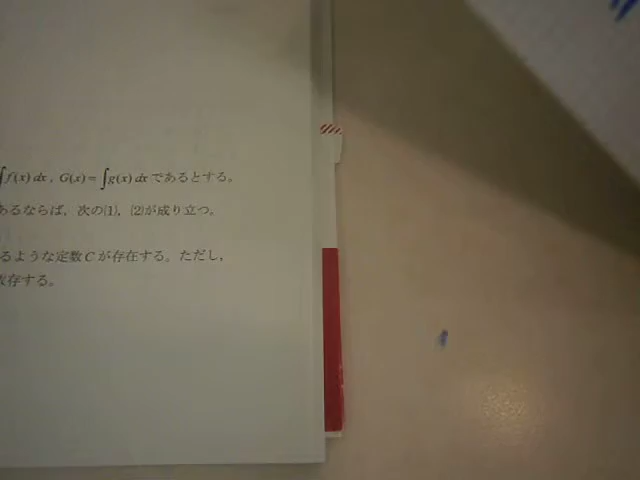 ∫f(x) dx , G(x)=∫g(x) dx であるとする。
あるならば，次の(1)，(2)が成り立つ。
るような定数 C が存在する。ただし，
存する。